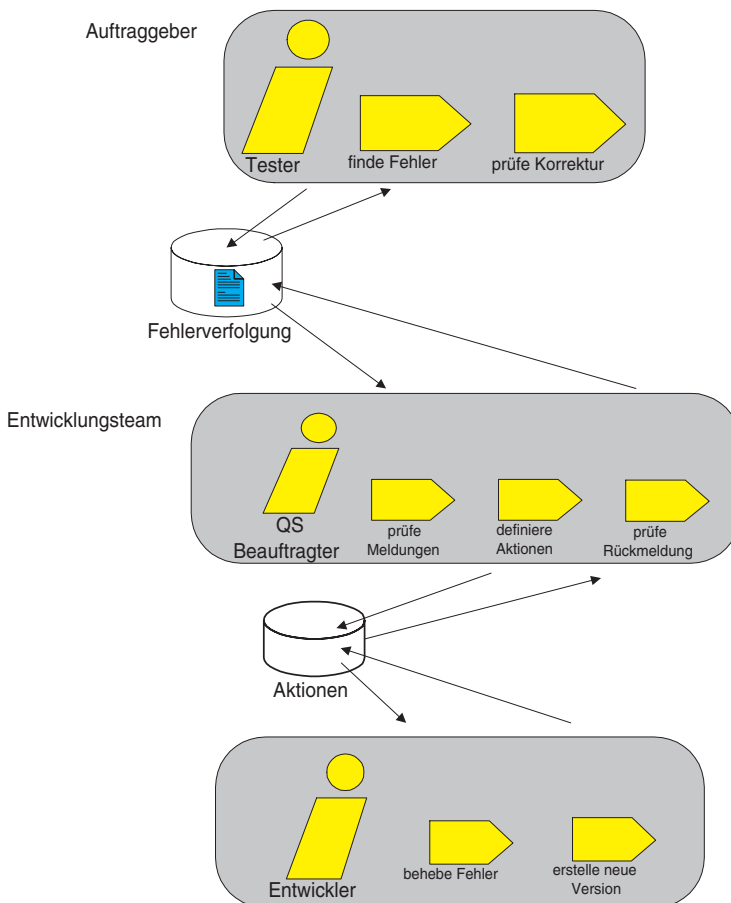 Auftraggeber
Tester
finde Fehler
prüfe Korrektur
Fehlerverfolgung
Entwicklungsteam
QS
Beauftragter
prüfe
Meldungen
definiere
Aktionen
prüfe
Rückmeldung
Aktionen
Entwickler
behebe Fehler
erstelle neue
Version